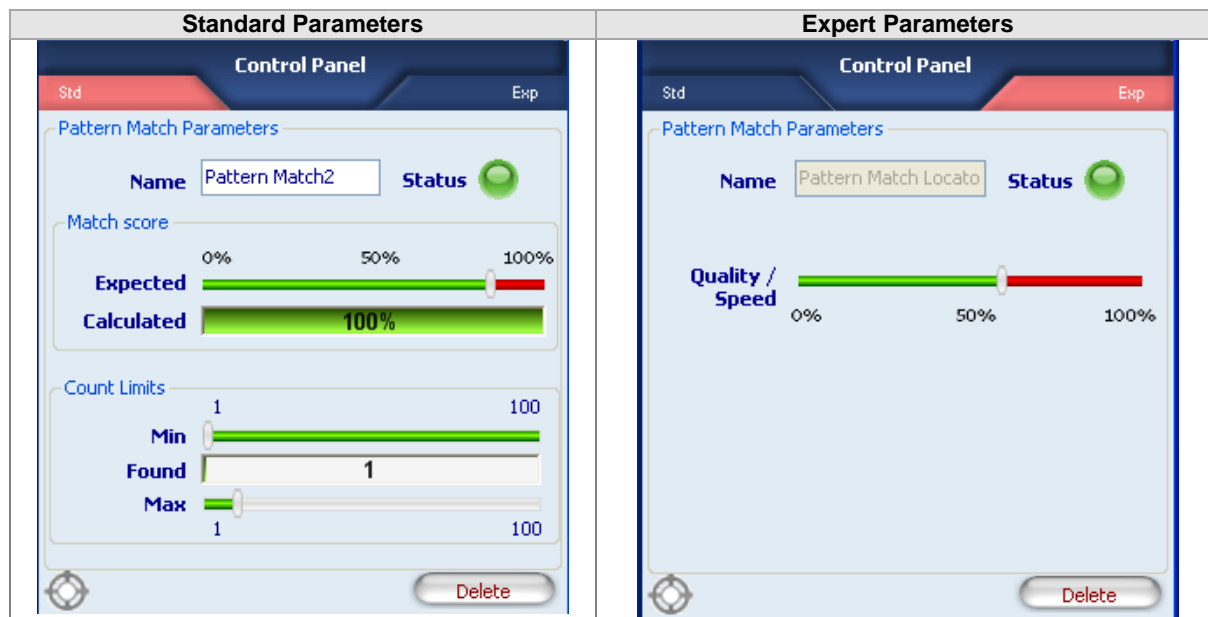 Standard Parameters
Expert Parameters
Control Panel
Std
Exp
Pattern Match Parameters
Name
Pattern Match2
Status
Match score
0%
50%
100%
Expected
Calculated
100%
Count Limits
1
100
Min
Found
1
Max
1
100
Delete
Control Panel
Std
Exp
Pattern Match Parameters
Name
Pattern Match Locato
Status
Quality /
Speed
0%
50%
100%
Delete